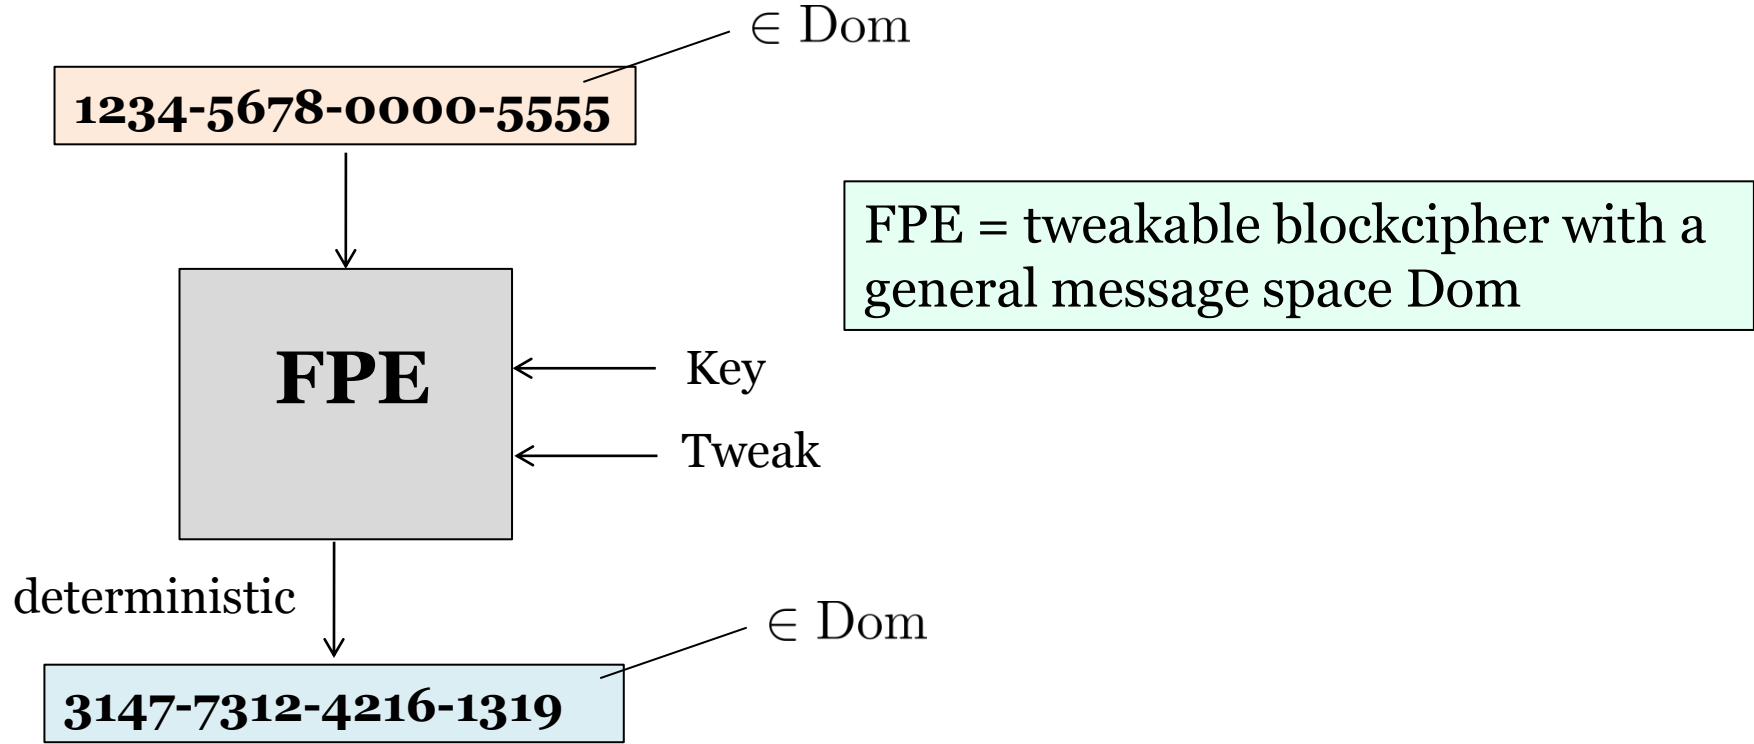 ∈ Dom
1234-5678-0000-5555
FPE = tweakable blockcipher with a
general message space Dom
FPE
Key
Tweak
deterministic
∈ Dom
3147-7312-4216-1319